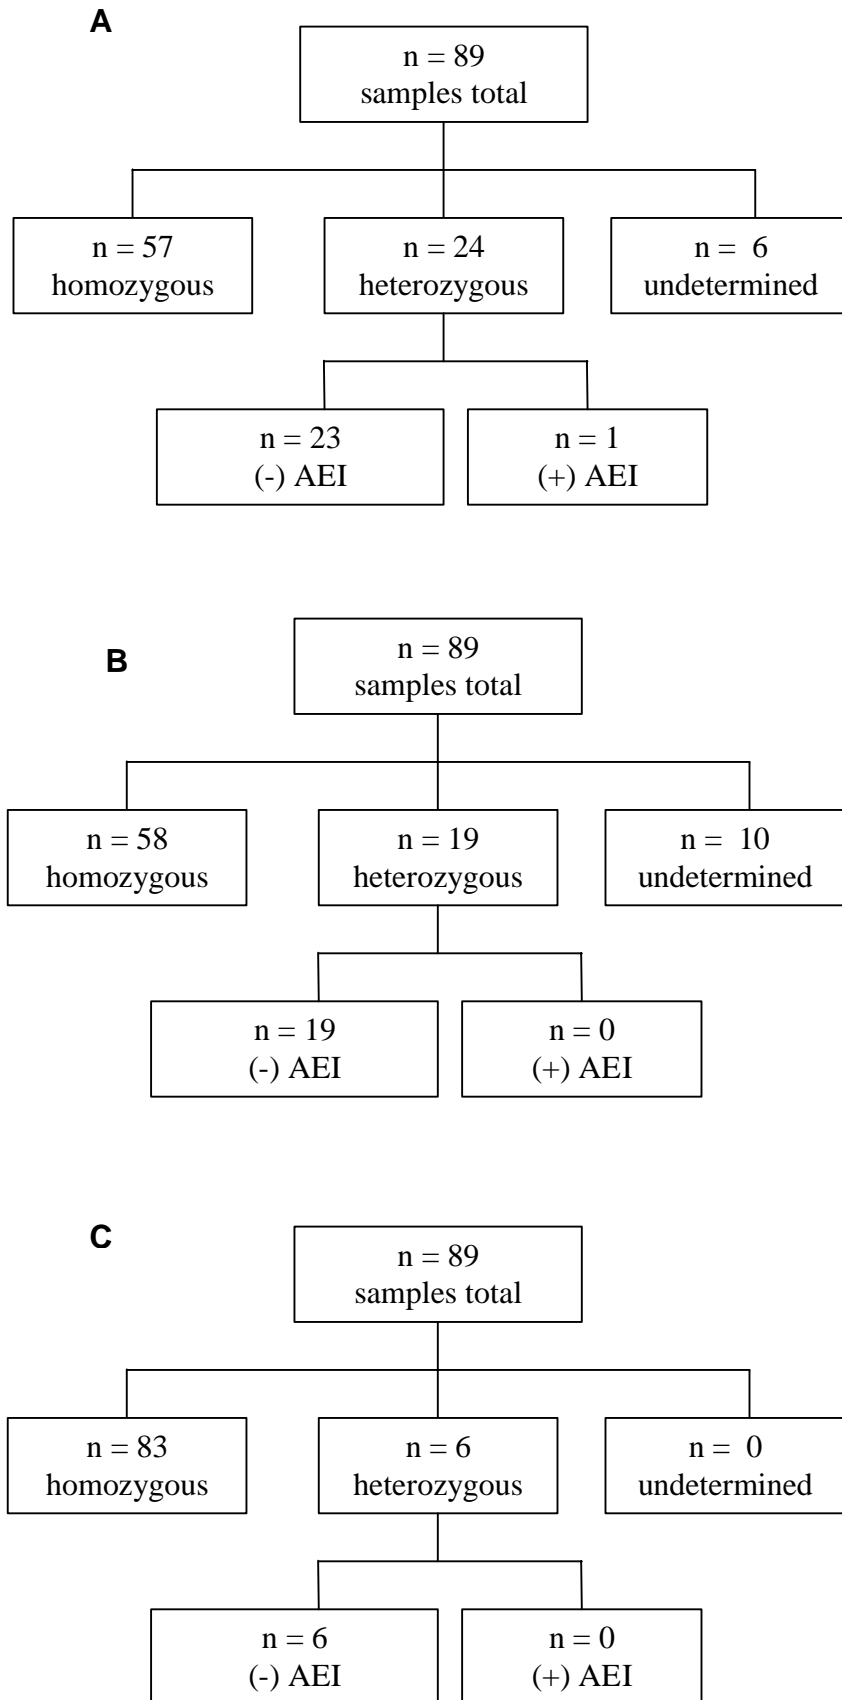 A
n = 89
samples total
n = 57
homozygous
n = 24
heterozygous
n = 6
undetermined
n = 23
(-) AEI
n = 1
(+) AEI
B
n = 89
samples total
n = 58
homozygous
n = 19
heterozygous
n = 10
undetermined
n = 19
(-) AEI
n = 0
(+) AEI
C
n = 89
samples total
n = 83
homozygous
n = 6
heterozygous
n = 0
undetermined
n = 6
(-) AEI
n = 0
(+) AEI